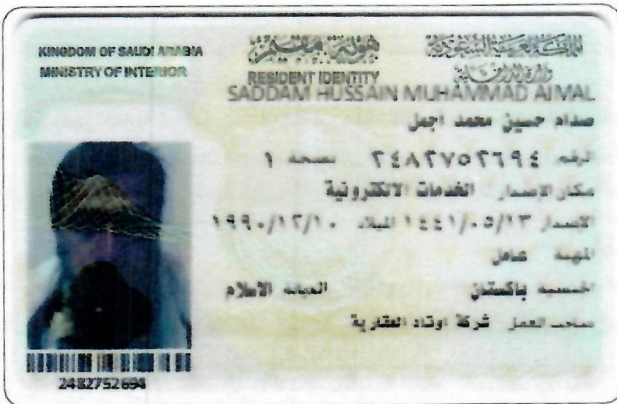 KINGDOM OF SAUDI ARABIA
MINISTRY OF INTERIOR
هوية مقيم
RESIDENT IDENTITY
المملكة العربية السعودية
وزارة الداخلية
SADDAM HUSSAIN MUHAMMAD AJMAL
صدام حسين محمد اجمل
الرقم ٢٤٨٢٧٥٢٦٩٤ نسخة ١
مكان الاصدار الخدمات الالكترونية
الاصدار ١٤٤١/٠٥/١٣ الميلاد ١٩٩٠/١٢/١٠
المهنة عامل
الجنسية باكستان الديانة الاسلام
صاحب العمل شركة اوتاد العقارية
2482752694